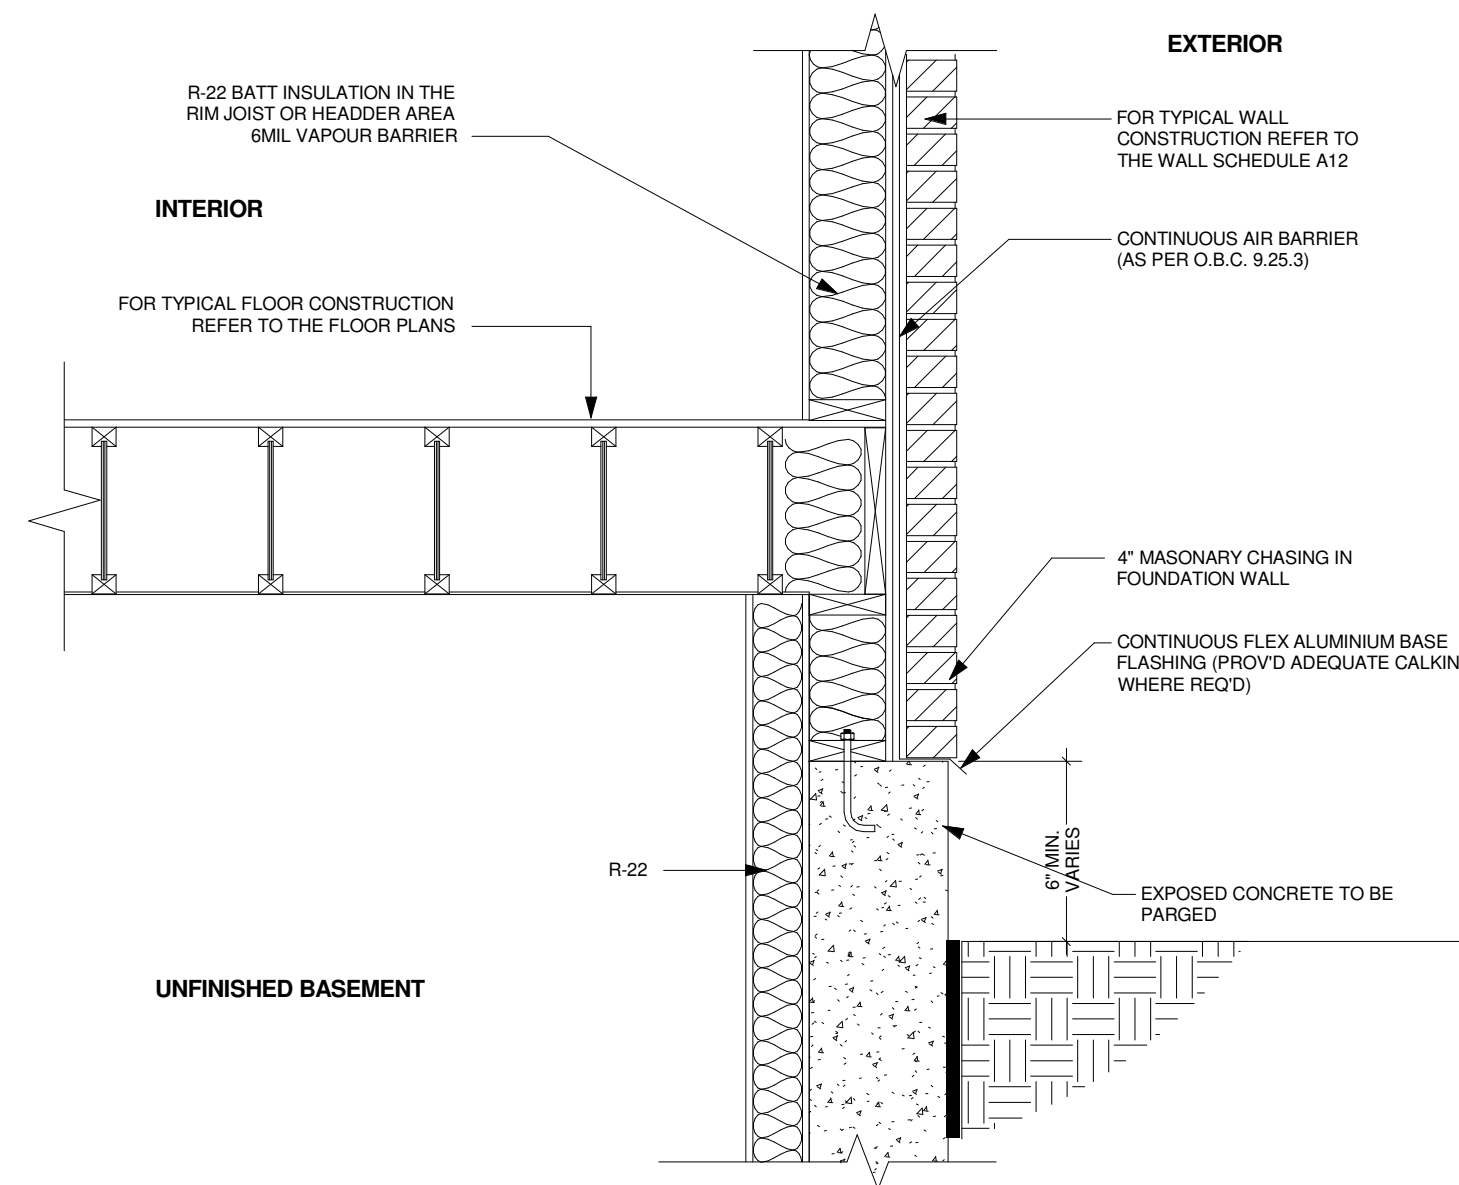 EXTERIOR
R-22 BATT INSULATION IN THE
RIM JOIST OR HEADDER AREA
6MIL VAPOUR BARRIER
FOR TYPICAL WALL
CONSTRUCTION REFER TO
THE WALL SCHEDULE A12
INTERIOR
CONTINUOUS AIR BARRIER
(AS PER O.B.C. 9.25.3)
FOR TYPICAL FLOOR CONSTRUCTION
REFER TO THE FLOOR PLANS
4" MASONARY CHASING IN
FOUNDATION WALL
CONTINUOUS FLEX ALUMINIUM BASE
FLASHING (PROV'D ADEQUATE CALKIN
WHERE REQ'D)
6" MIN.
VARIES
R-22
EXPOSED CONCRETE TO BE
PARGED
UNFINISHED BASEMENT